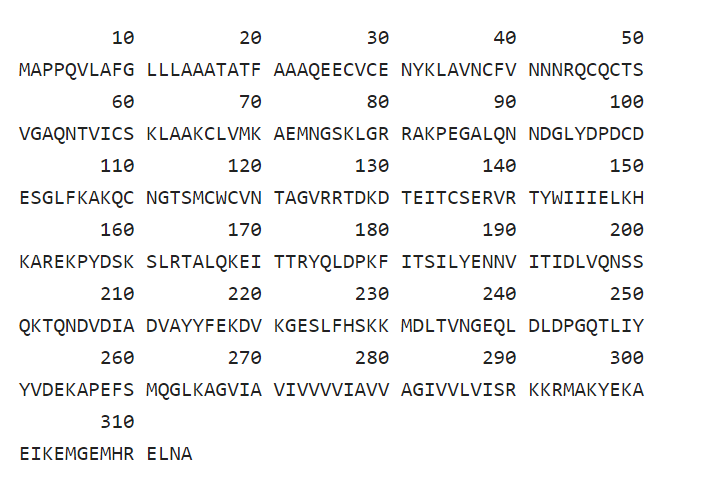 10 20 30 40 50
MAPPQVLAFG LLLAAATATF AAAQEECVCE NYKLAVNCFV NNNRQCQCTS
60 70 80 90 100
VGAQNTVICS KLAAKCLVMK AEMNGSKLGR RAKPEGALQN NDGLYDPDCD
110 120 130 140 150
ESGLFKAKQC NGTSMCWCVN TAGVRRTDKD TEITCSERVR TYWIIIELKH
160 170 180 190 200
KAREKPYDSK SLRTALQKEI TTRYQLDPKF ITSILYENNV ITIDLVQNSS
210 220 230 240 250
QKTQNDVDIA DVAYYFEKDV KGESLFHSKK MDLTVNGEQL DLDPGQTLIY
260 270 280 290 300
YVDEKAPEFS MQGLKAGVIA VIVVVVIAVV AGIVVLVISR KKRMAKYEKA
310
EIKEMGEMHR ELNA